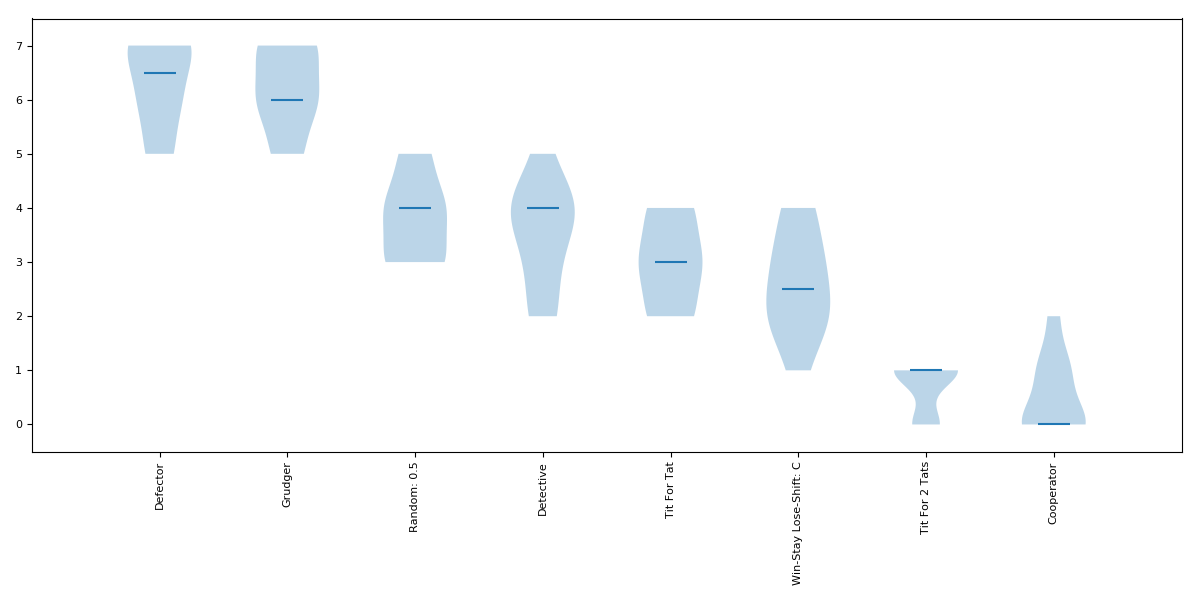 7
6
5
4
3
2
1
0
Defector
Grudger
Random: 0.5
Detective
Tit For Tat
Win-Stay Lose-Shift: C
Tit For 2 Tats
Cooperator